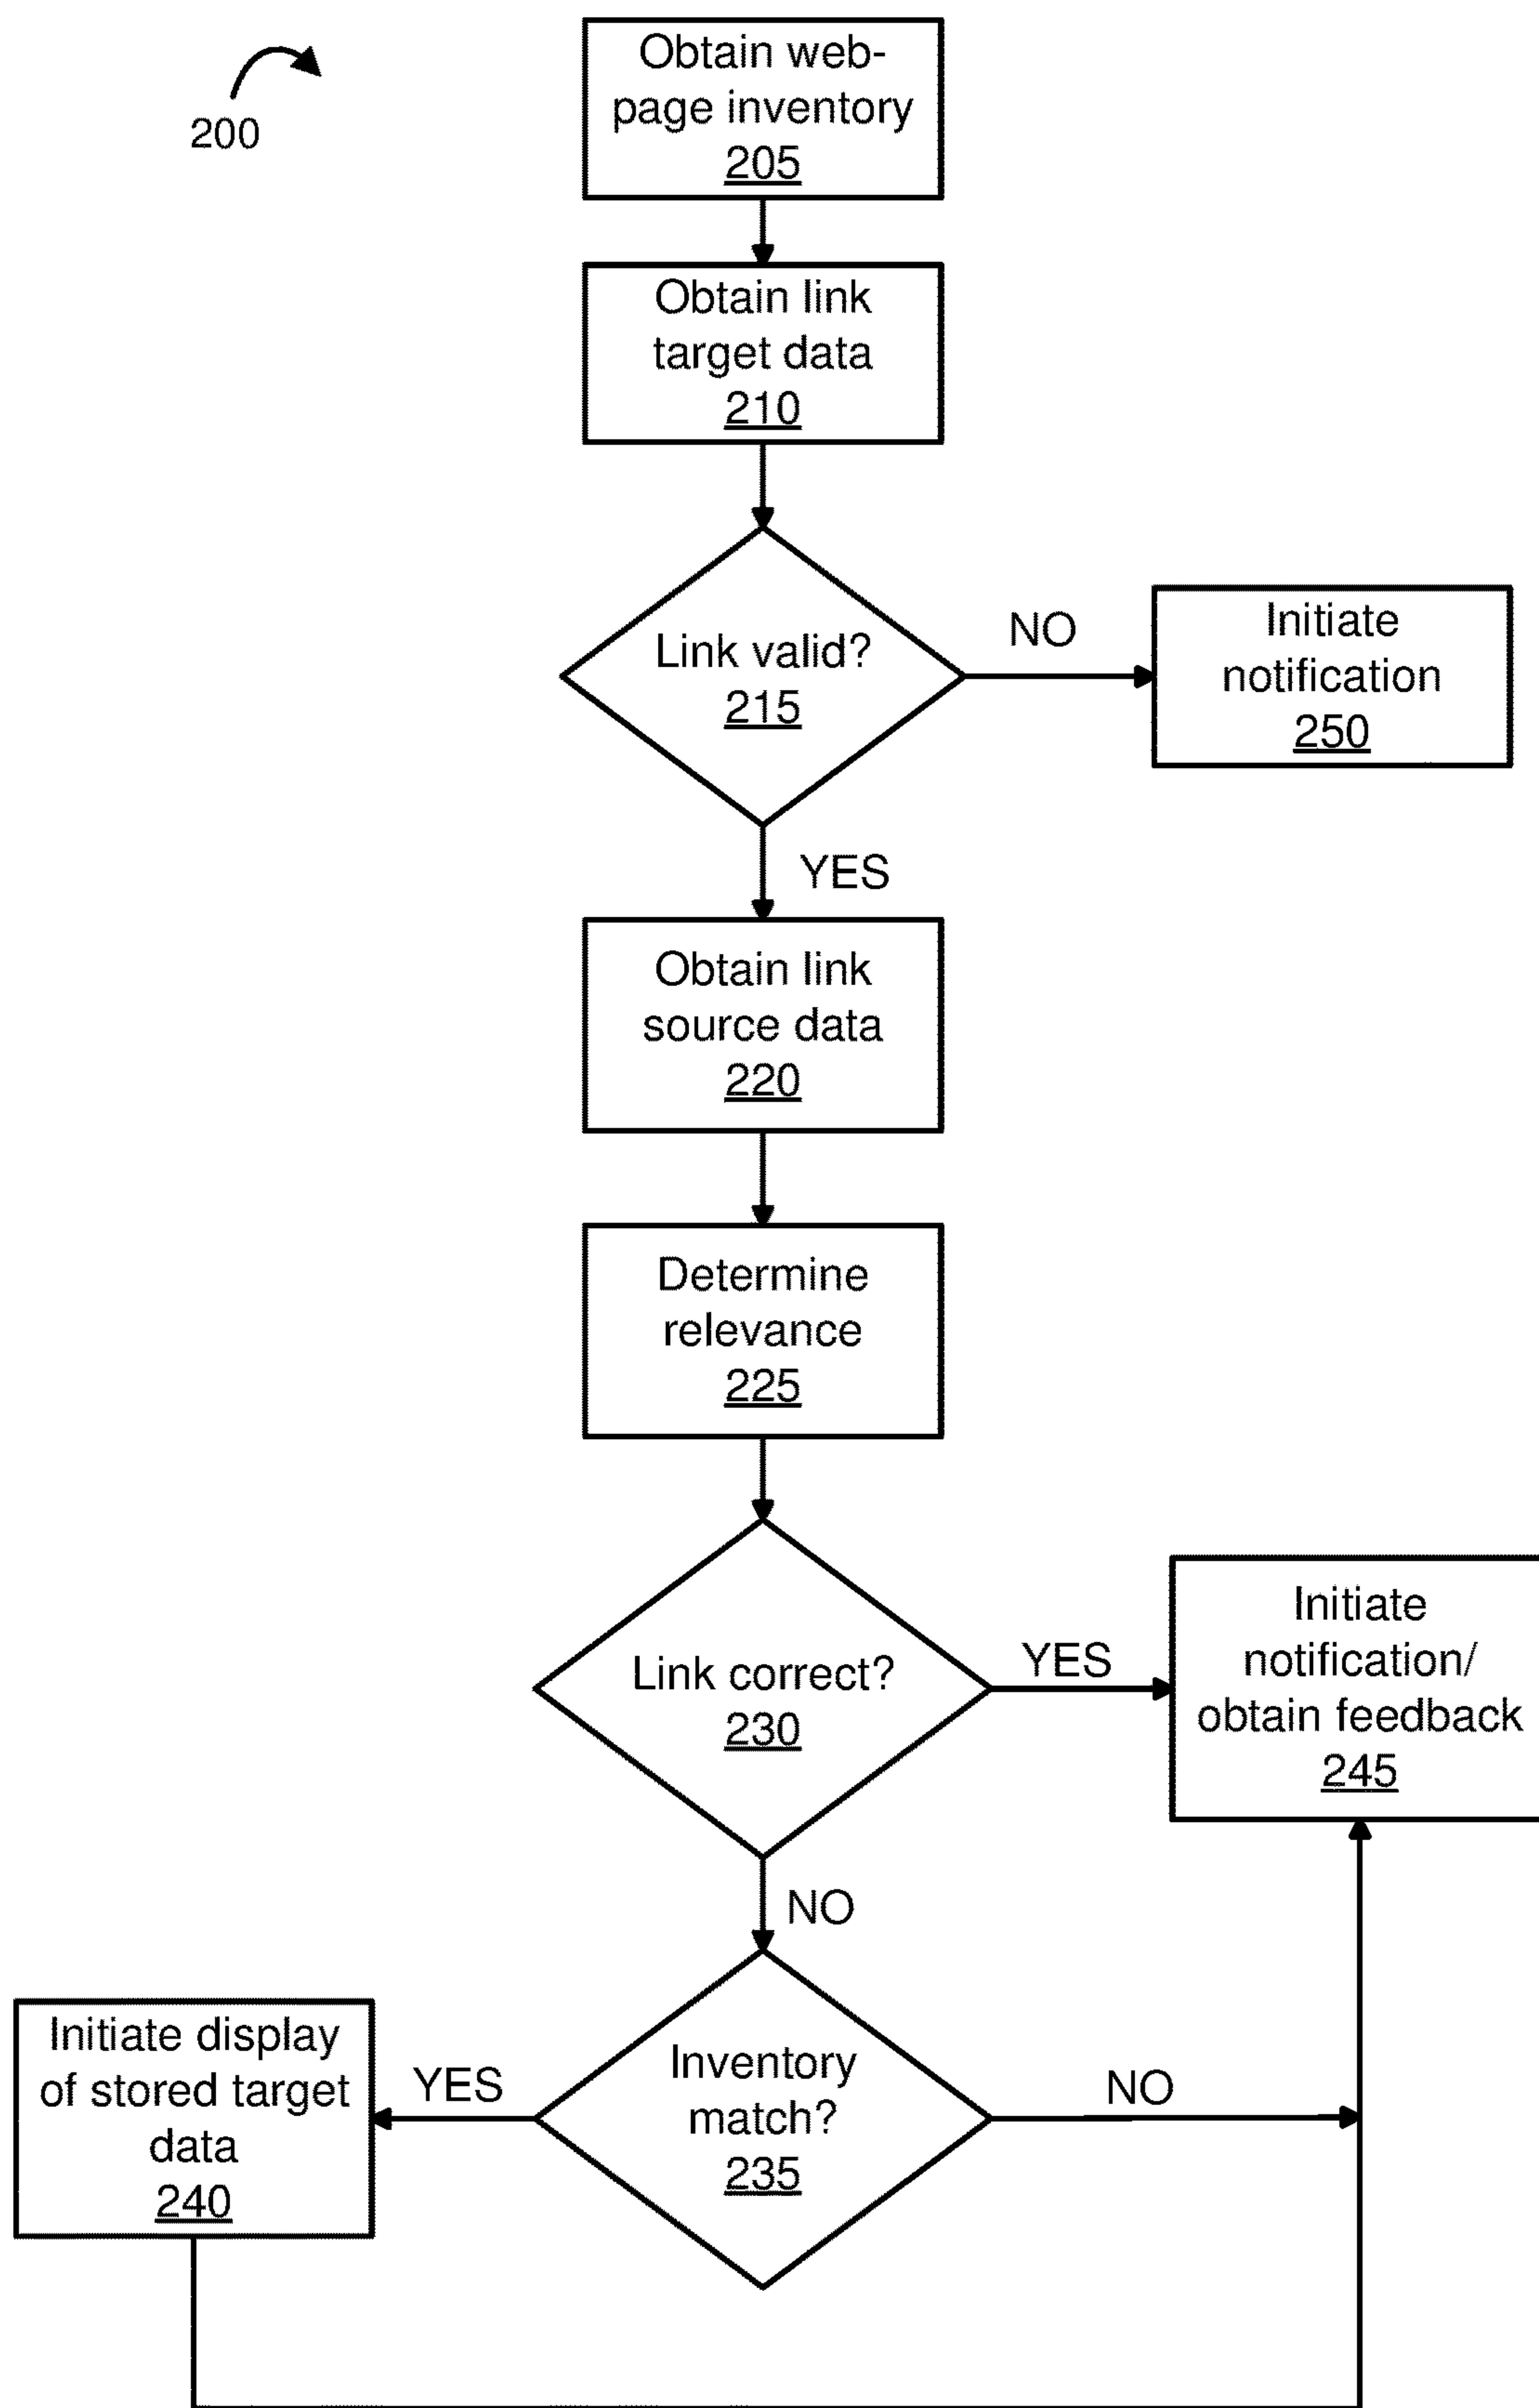 200
Obtain web-
page inventory
205
Obtain link
target data
210
Link valid?
215
NO
Initiate
notification
250
YES
Obtain link
source data
220
Determine
relevance
225
Link correct?
230
YES
Initiate
notification/
obtain feedback
245
NO
Inventory
match?
235
YES
Initiate display
of stored target
data
240
NO